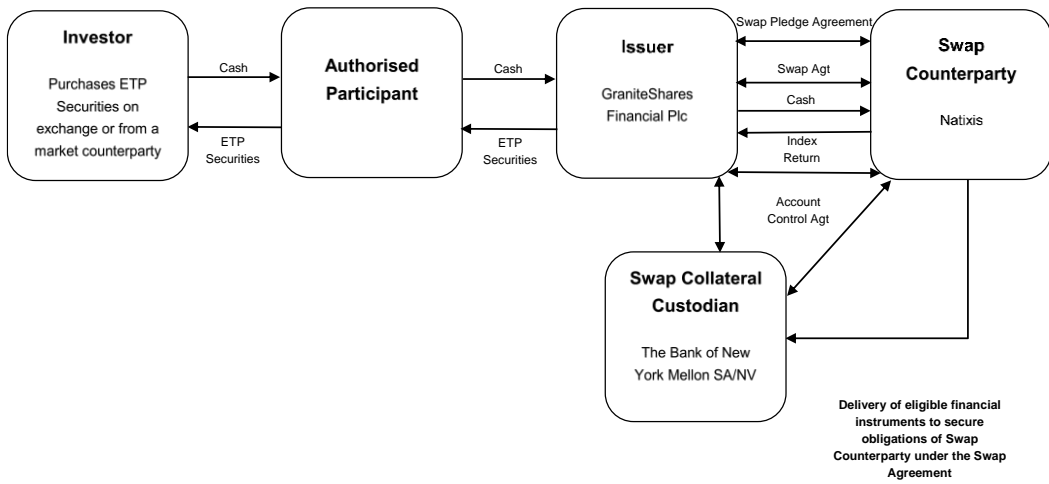 Investor
Purchases ETP
Securities on
exchange or from a
market counterparty
Cash
ETP
Securities
Authorised
Participant
Cash
ETP
Securities
Issuer
GraniteShares
Financial Plc
Swap Pledge Agreement
Swap Agt
Cash
Index
Return
Account
Control Agt
Swap
Counterparty
Natixis
Swap Collateral
Custodian
The Bank of New
York Mellon SA/NV
Delivery of eligible financial
instruments to secure
obligations of Swap
Counterparty under the Swap
Agreement